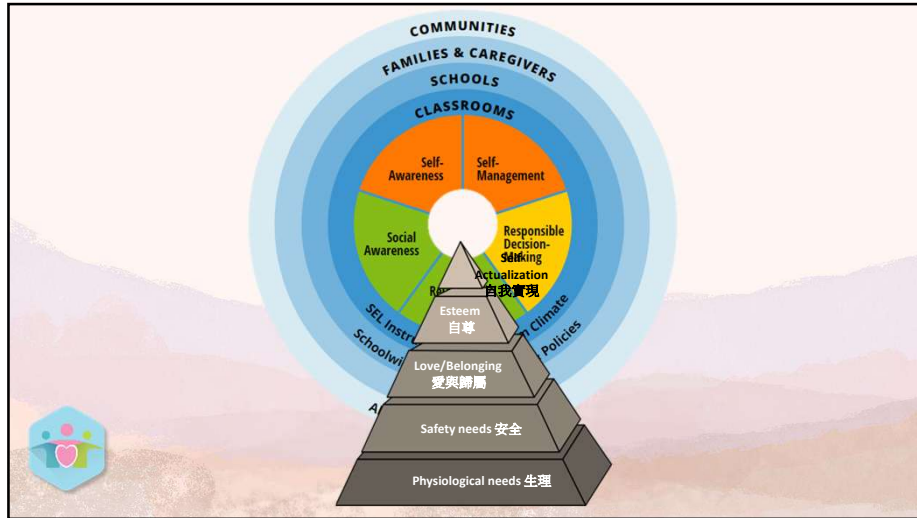 COMMUNITIES
FAMILIES & CAREGIVERS
SCHOOLS
CLASSROOMS
Self-
Awareness
Self-
Management
Social
Awareness
Responsible
Decision-
Making
Self-
Actualization
自我實現
Esteem
自尊
SEL
Climate
Policies
Love/Belonging
愛與歸屬
Safety needs 安全
Physiological needs 生理